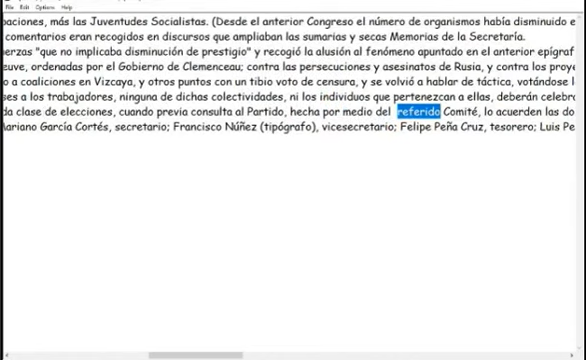 File Edit Options Help
paciones, más las Juventudes Socialistas. (Desde el anterior Congreso el número de organismos había disminuido e
comentarios eran recogidos en discursos que ampliaban las sumarias y secas Memorias de la Secretaría.
erzas "que no implicaba disminución de prestigio" y recogió la alusión al fenómeno apuntado en el anterior epígraf
euve, ordenadas por el Gobierno de Clemenceau; contra las persecuciones y asesinatos de Rusia, y contra los proye
o a coaliciones en Vizcaya, y otros puntos con un tibio voto de censura, y se volvió a hablar de táctica, votándose l
ses a los trabajadores, ninguna de dichas colectividades, ni los individuos que pertenezcan a ellas, deberán celebra
da clase de elecciones, cuando previa consulta al Partido, hecha por medio del referido Comité, lo acuerden las do
Mariano García Cortés, secretario; Francisco Núñez (tipógrafo), vicesecretario; Felipe Peña Cruz, tesorero; Luis Pe